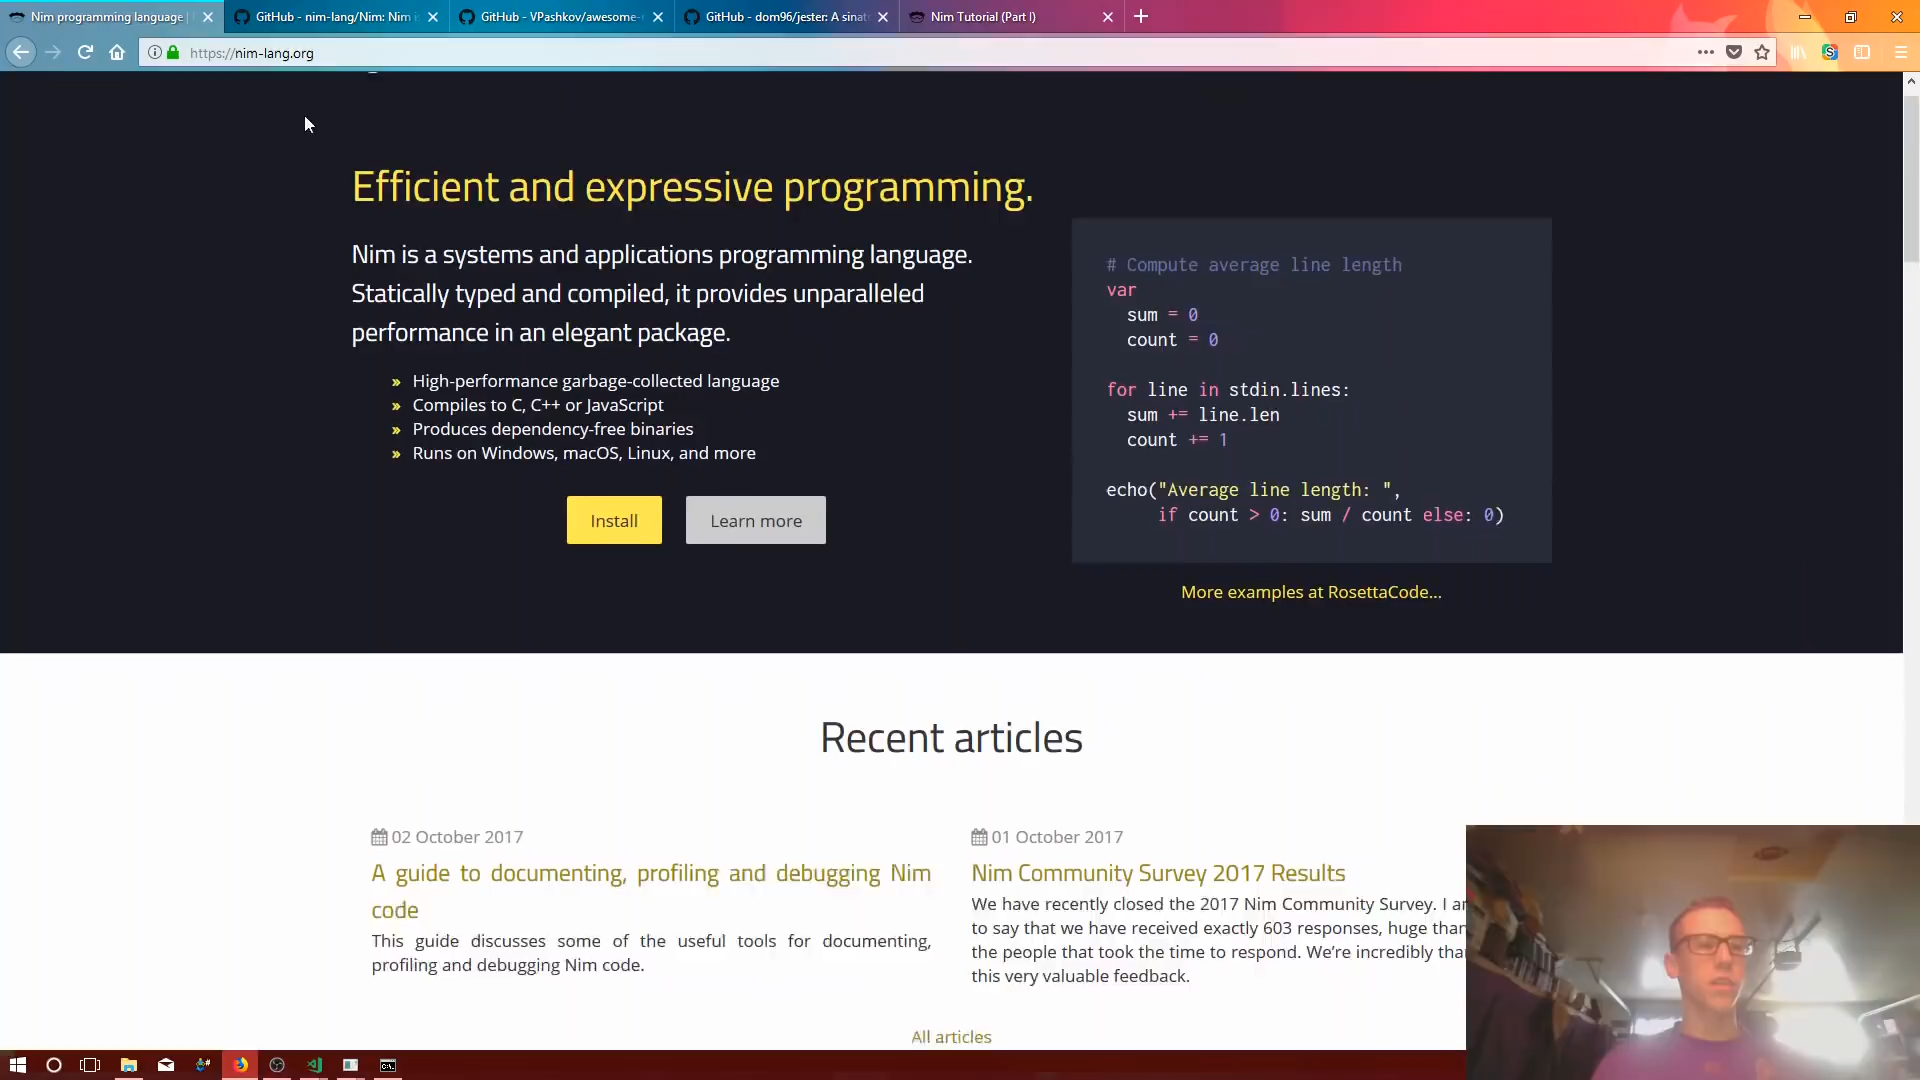 Nim programming language |
GitHub - nim-lang/Nim: Nim i
GitHub - VPashkov/awesome-
GitHub - dom96/jester: A sinat
Nim Tutorial (Part I)
https://nim-lang.org
Efficient and expressive programming.
Nim is a systems and applications programming language.
Statically typed and compiled, it provides unparalleled
performance in an elegant package.
» High-performance garbage-collected language
» Compiles to C, C++ or JavaScript
» Produces dependency-free binaries
» Runs on Windows, macOS, Linux, and more
Install
Learn more
# Compute average line length
var
sum = 0
count = 0
for line in stdin.lines:
sum += line.len
count += 1
echo("Average line length: ",
if count > 0: sum / count else: 0)
More examples at RosettaCode...
Recent articles
02 October 2017
A guide to documenting, profiling and debugging Nim
code
This guide discusses some of the useful tools for documenting,
profiling and debugging Nim code.
01 October 2017
Nim Community Survey 2017 Results
We have recently closed the 2017 Nim Community Survey. I ar
to say that we have received exactly 603 responses, huge than
the people that took the time to respond. We're incredibly tha
this very valuable feedback.
All articles